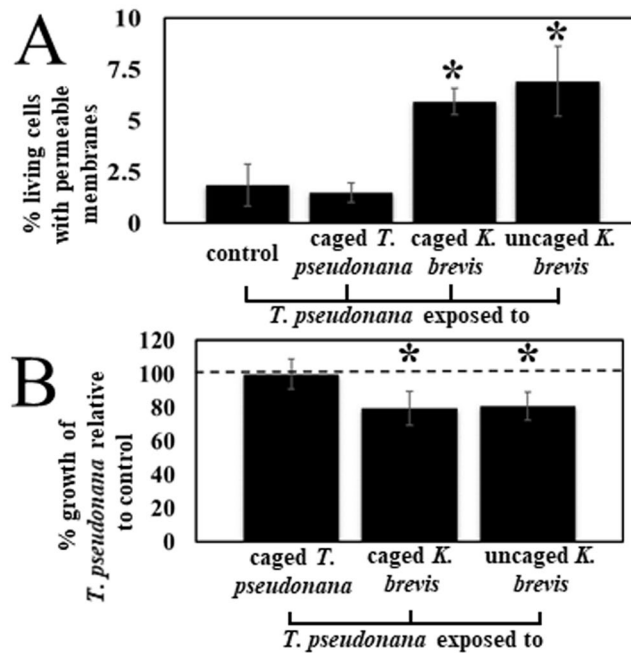 A
% living cells
with permeable
membranes
10
7.5
5
2.5
0
*
*
control
caged T.
pseudonana
caged K.
brevis
uncaged K.
brevis
T. pseudonana exposed to
B
% growth of
T. pseudonana relative
to control
120
100
80
60
40
20
0
*
*
caged T.
pseudonana
caged K.
brevis
uncaged K.
brevis
T. pseudonana exposed to